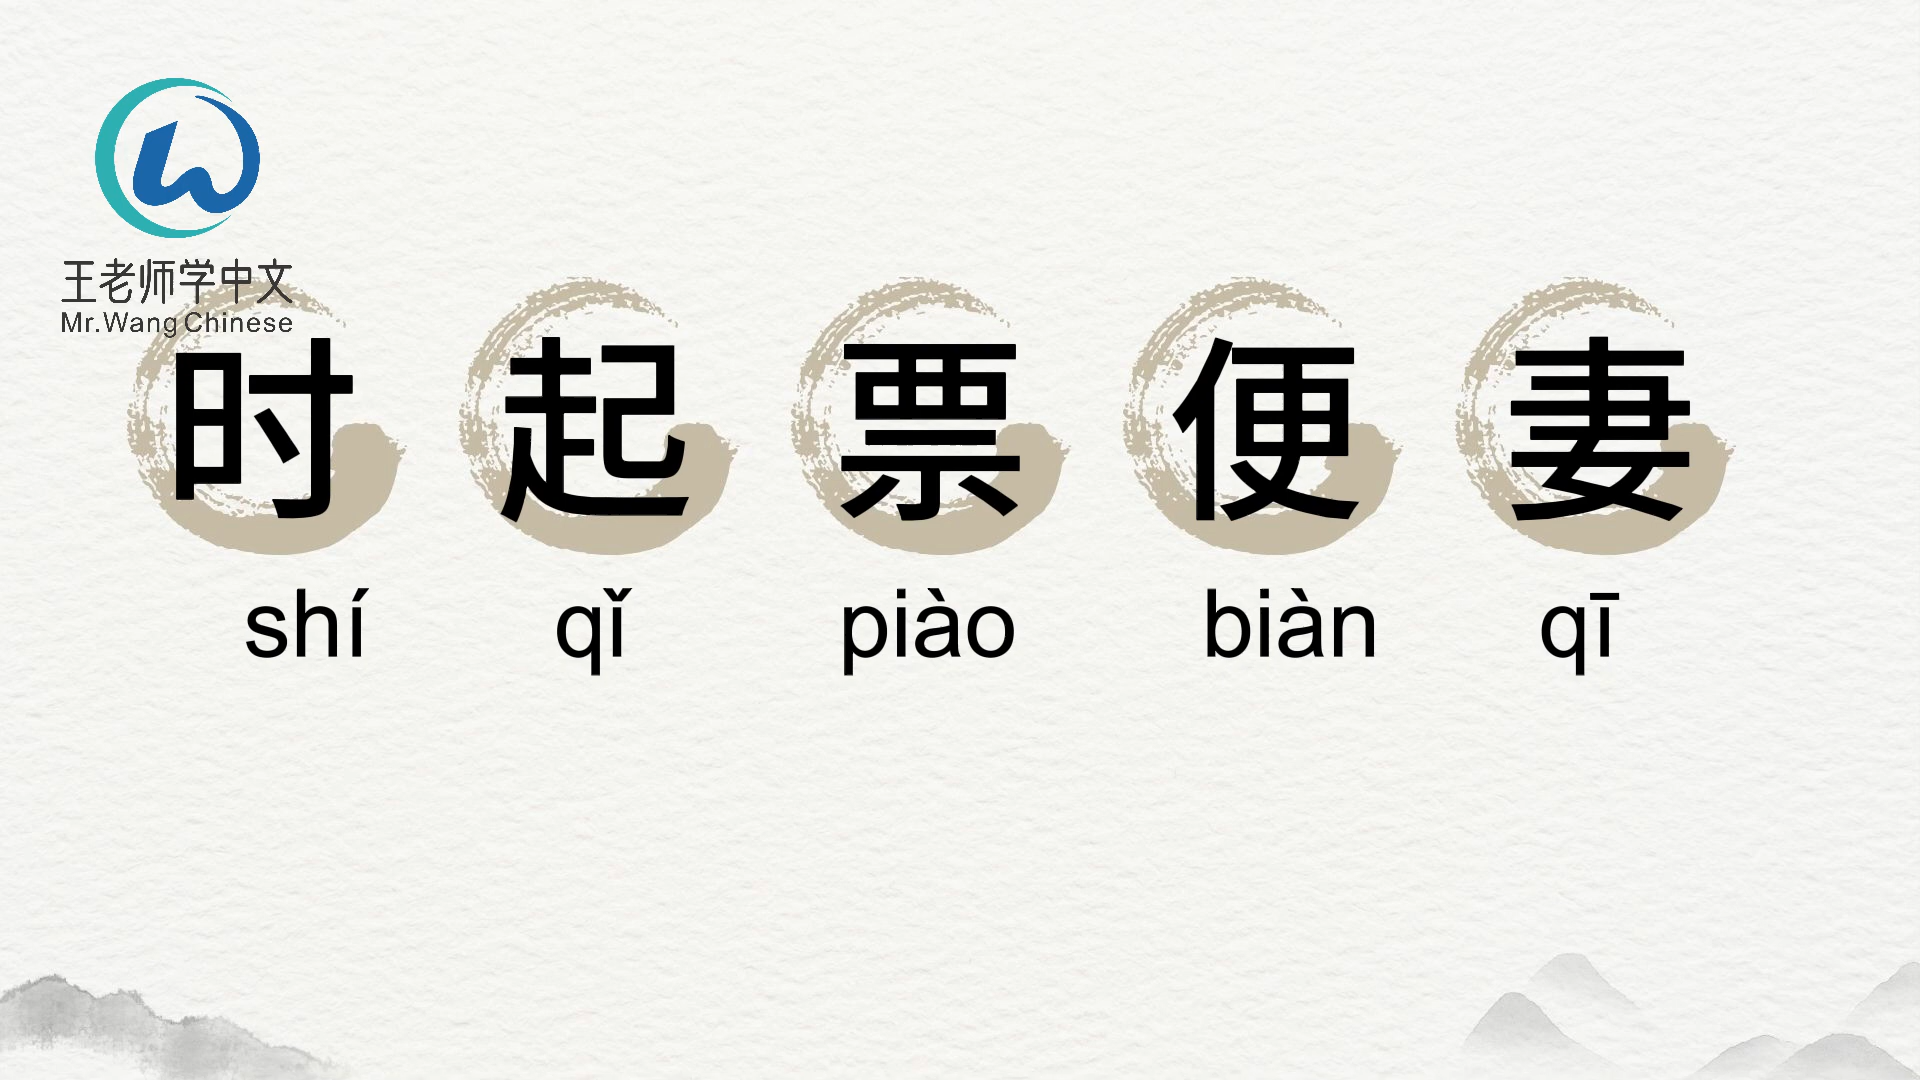 王老师学中文
Mr.Wang Chinese
时 起 票 便 妻
shí qǐ piào biàn qī